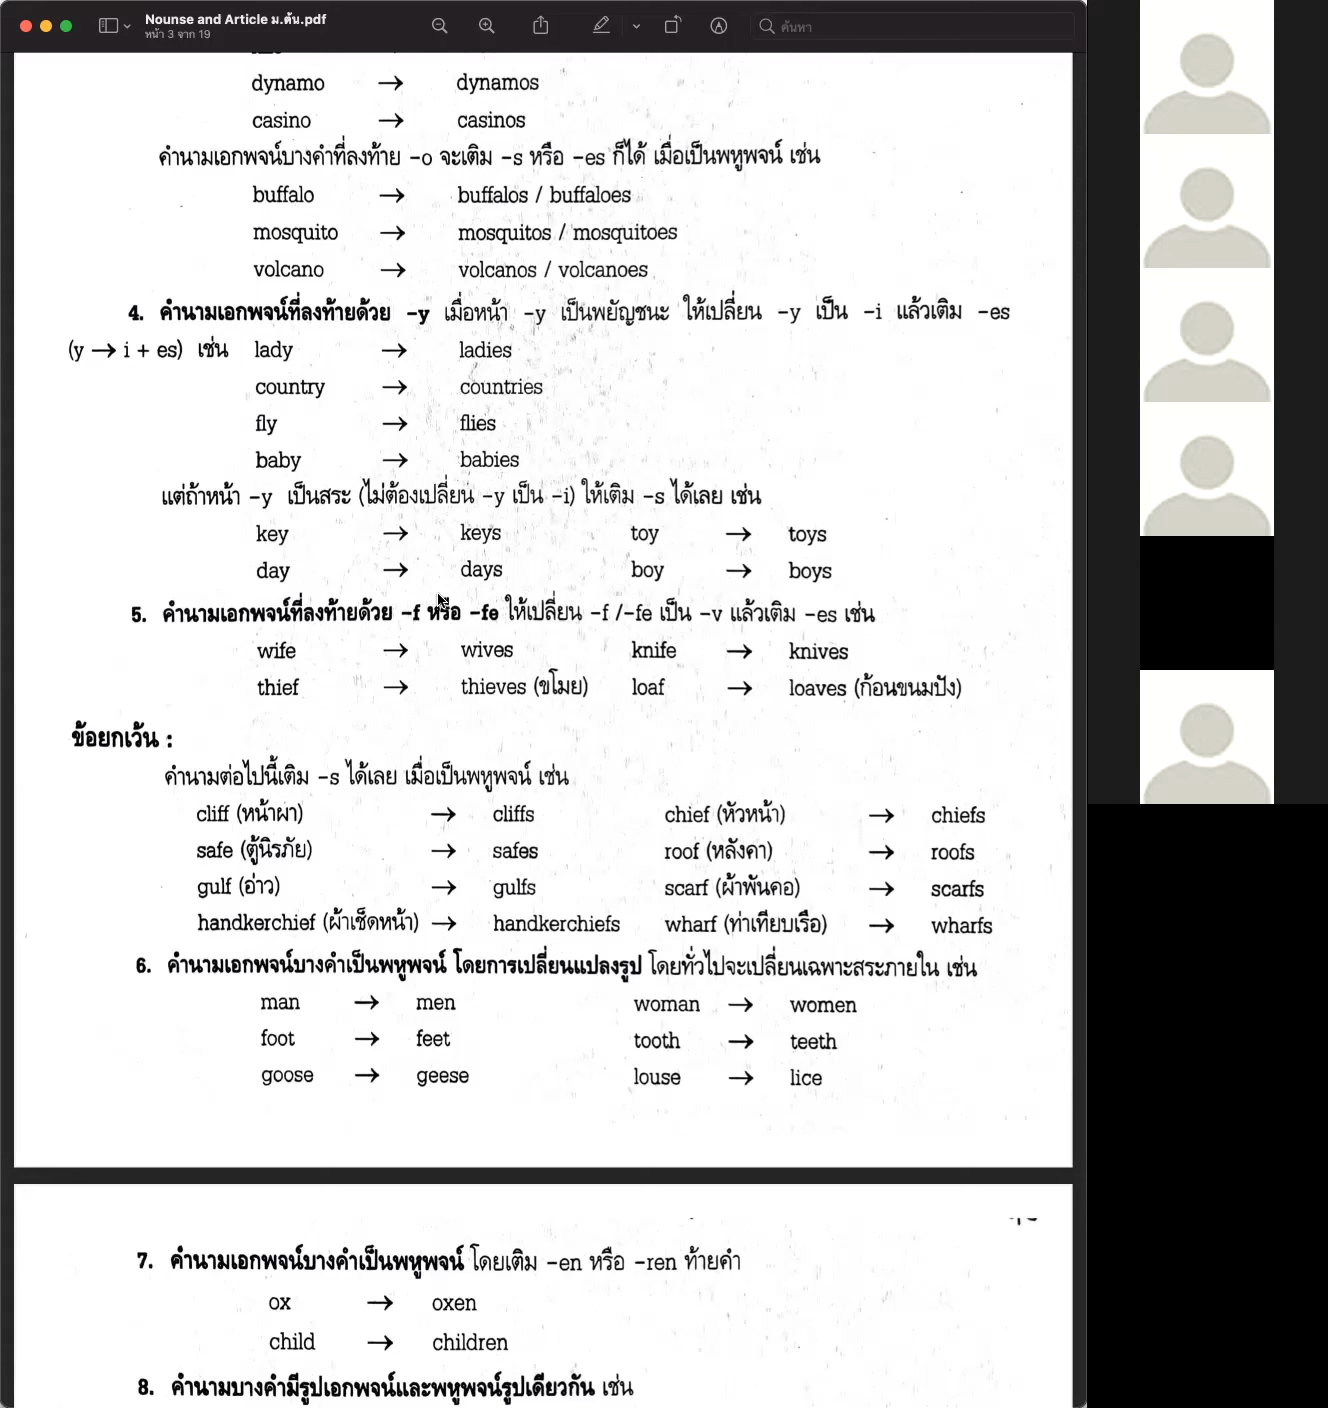 Nounse and Article ม.ต้น.pdf
หน้า 3 จาก 19
ค้นหา
dynamo → dynamos
casino → casinos
คำนามเอกพจน์บางคำที่ลงท้าย -o จะเติม -s หรือ -es ก็ได้ เมื่อเป็นพหูพจน์ เช่น
buffalo → buffalos / buffaloes
mosquito → mosquitos / mosquitoes
volcano → volcanos / volcanoes
4. คำนามเอกพจน์ที่ลงท้ายด้วย -y เมื่อหน้า -y เป็นพยัญชนะ ให้เปลี่ยน -y เป็น -i แล้วเติม -es
(y → i + es) เช่น lady → ladies
country → countries
fly → flies
baby → babies
แต่ถ้าหน้า -y เป็นสระ (ไม่ต้องเปลี่ยน -y เป็น -i) ให้เติม -s ได้เลย เช่น
key → keys toy → toys
day → days boy → boys
5. คำนามเอกพจน์ที่ลงท้ายด้วย -f หรือ -fe ให้เปลี่ยน -f /-fe เป็น -v แล้วเติม -es เช่น
wife → wives knife → knives
thief → thieves (ขโมย) loaf → loaves (ก้อนขนมปัง)
ข้อยกเว้น :
คำนามต่อไปนี้เติม -s ได้เลย เมื่อเป็นพหูพจน์ เช่น
cliff (หน้าผา) → cliffs chief (หัวหน้า) → chiefs
safe (ตู้นิรภัย) → safes roof (หลังคา) → roofs
gulf (อ่าว) → gulfs scarf (ผ้าพันคอ) → scarfs
handkerchief (ผ้าเช็ดหน้า) → handkerchiefs wharf (ท่าเทียบเรือ) → wharfs
6. คำนามเอกพจน์บางคำเป็นพหูพจน์ โดยการเปลี่ยนแปลงรูป โดยทั่วไปจะเปลี่ยนเฉพาะสระภายใน เช่น
man → men woman → women
foot → feet tooth → teeth
goose → geese louse → lice
7. คำนามเอกพจน์บางคำเป็นพหูพจน์ โดยเติม -en หรือ -ren ท้ายคำ
ox → oxen
child → children
8. คำนามบางคำมีรูปเอกพจน์และพหูพจน์รูปเดียวกัน เช่น